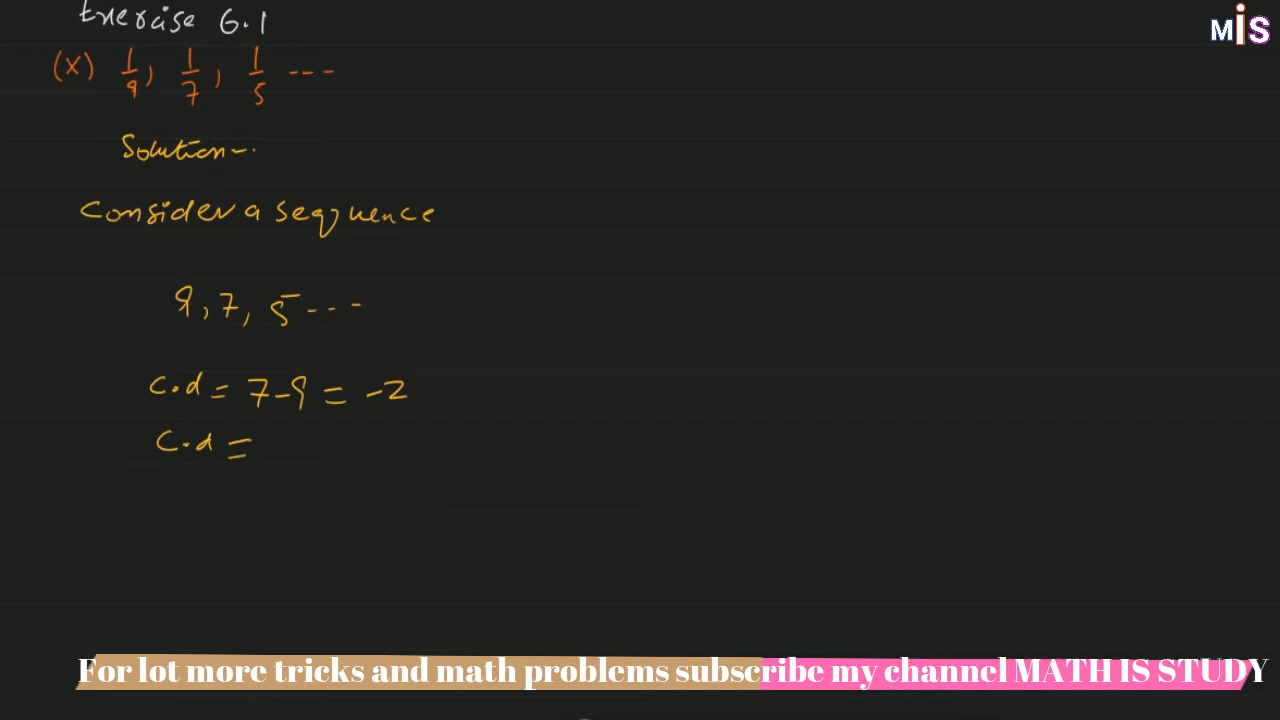 Exercise 6.1
MiS
(X) 1/9, 1/7, 1/5 ---
Solution-.
Consider a sequence
9, 7, 5 ---
C.d = 7-9 = -2
C.d =
For lot more tricks and math problems subscribe my channel MATH IS STUDY